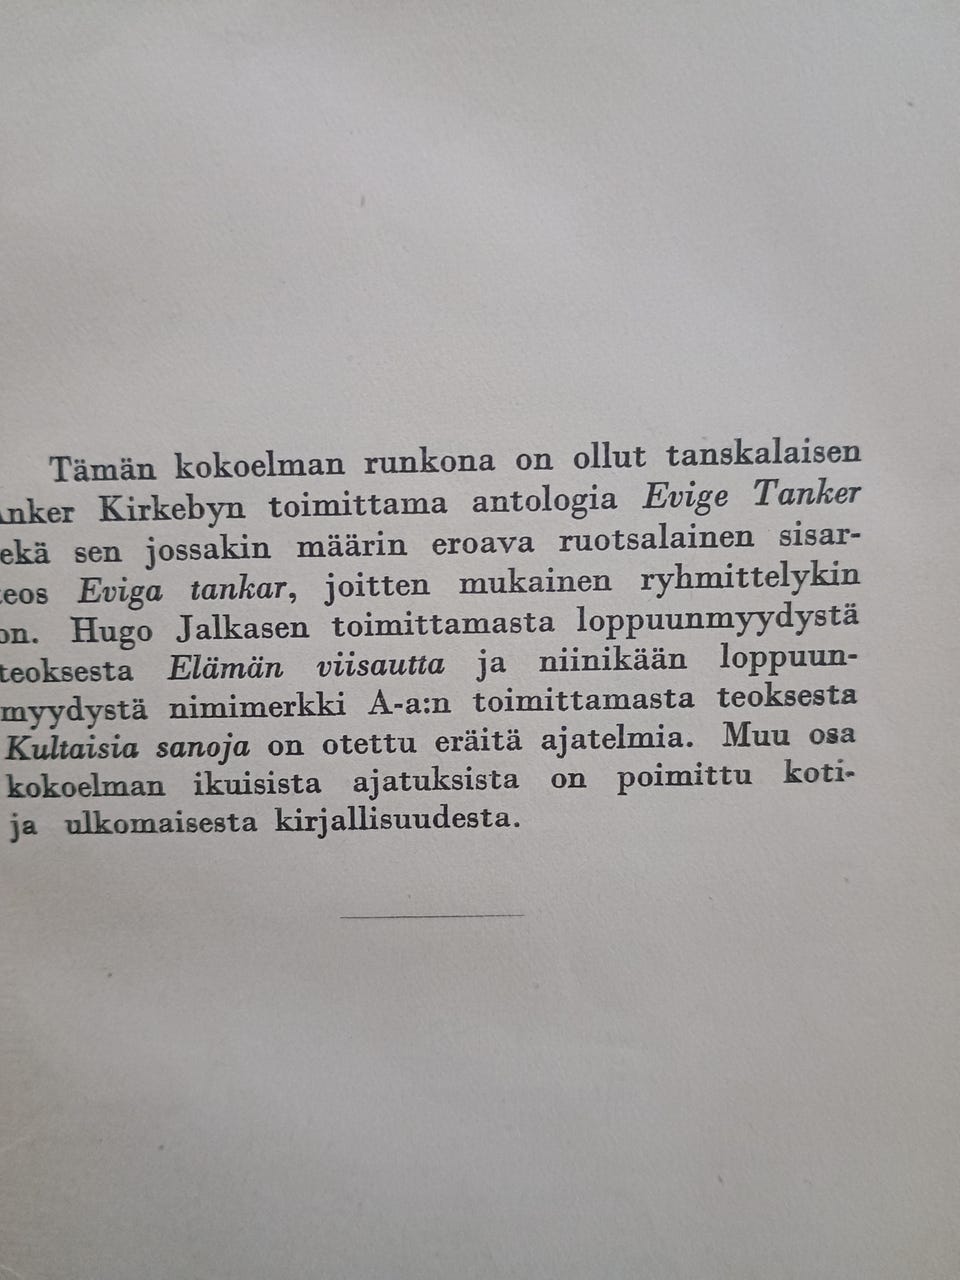 Tämän kokoelman runkona on ollut tanskalaisen
nker Kirkebyn toimittama antologia Evige Tanker
ekä sen jossakin määrin eroava ruotsalainen sisar-
eos Eviga tankar, joitten mukainen ryhmittelykin
on. Hugo Jalkasen toimittamasta loppuunmyydystä
teoksesta Elämän viisautta ja niinikään loppuun-
myydystä nimimerkki A-a:n toimittamasta teoksesta
Kultaisia sanoja on otettu eräitä ajatelmia. Muu osa
kokoelman ikuisista ajatuksista on poimittu koti-
ja ulkomaisesta kirjallisuudesta.